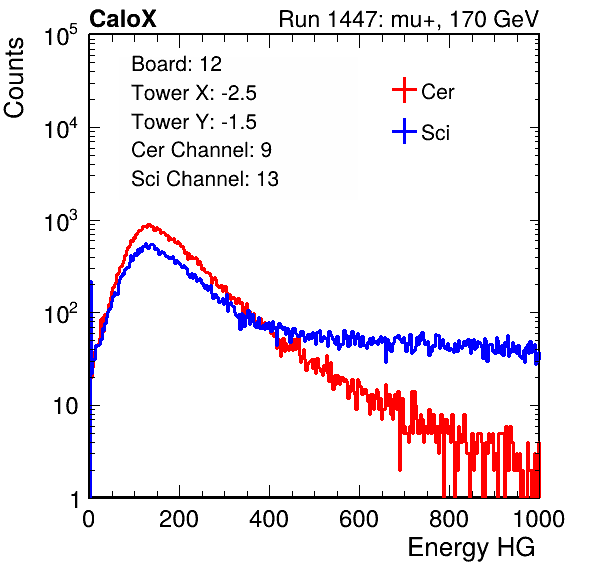 CaloX Run 1447: mu+, 170 GeV
Counts
Board: 12
Tower X: -2.5
Tower Y: -1.5
Cer Channel: 9
Sci Channel: 13
Cer
Sci
10^5
10^4
10^3
10^2
10
1
0 200 400 600 800 1000
Energy HG